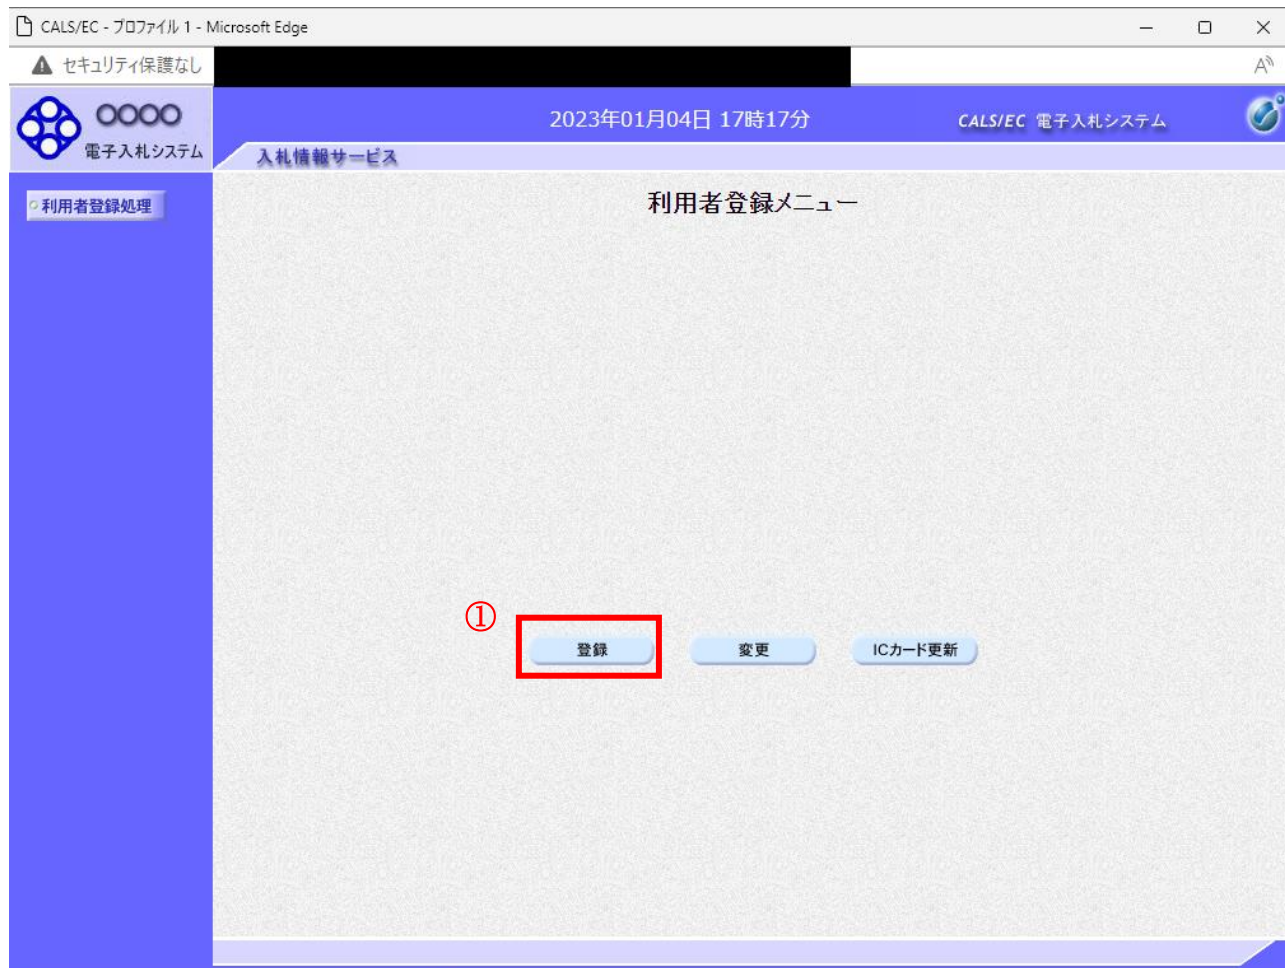 CALS/EC - プロファイル 1 - Microsoft Edge
セキュリティ保護なし
A
〇〇〇〇
電子入札システム
2023年01月04日 17時17分
CALS/EC 電子入札システム
入札情報サービス
利用者登録処理
利用者登録メニュー
①
登録
変更
ICカード更新